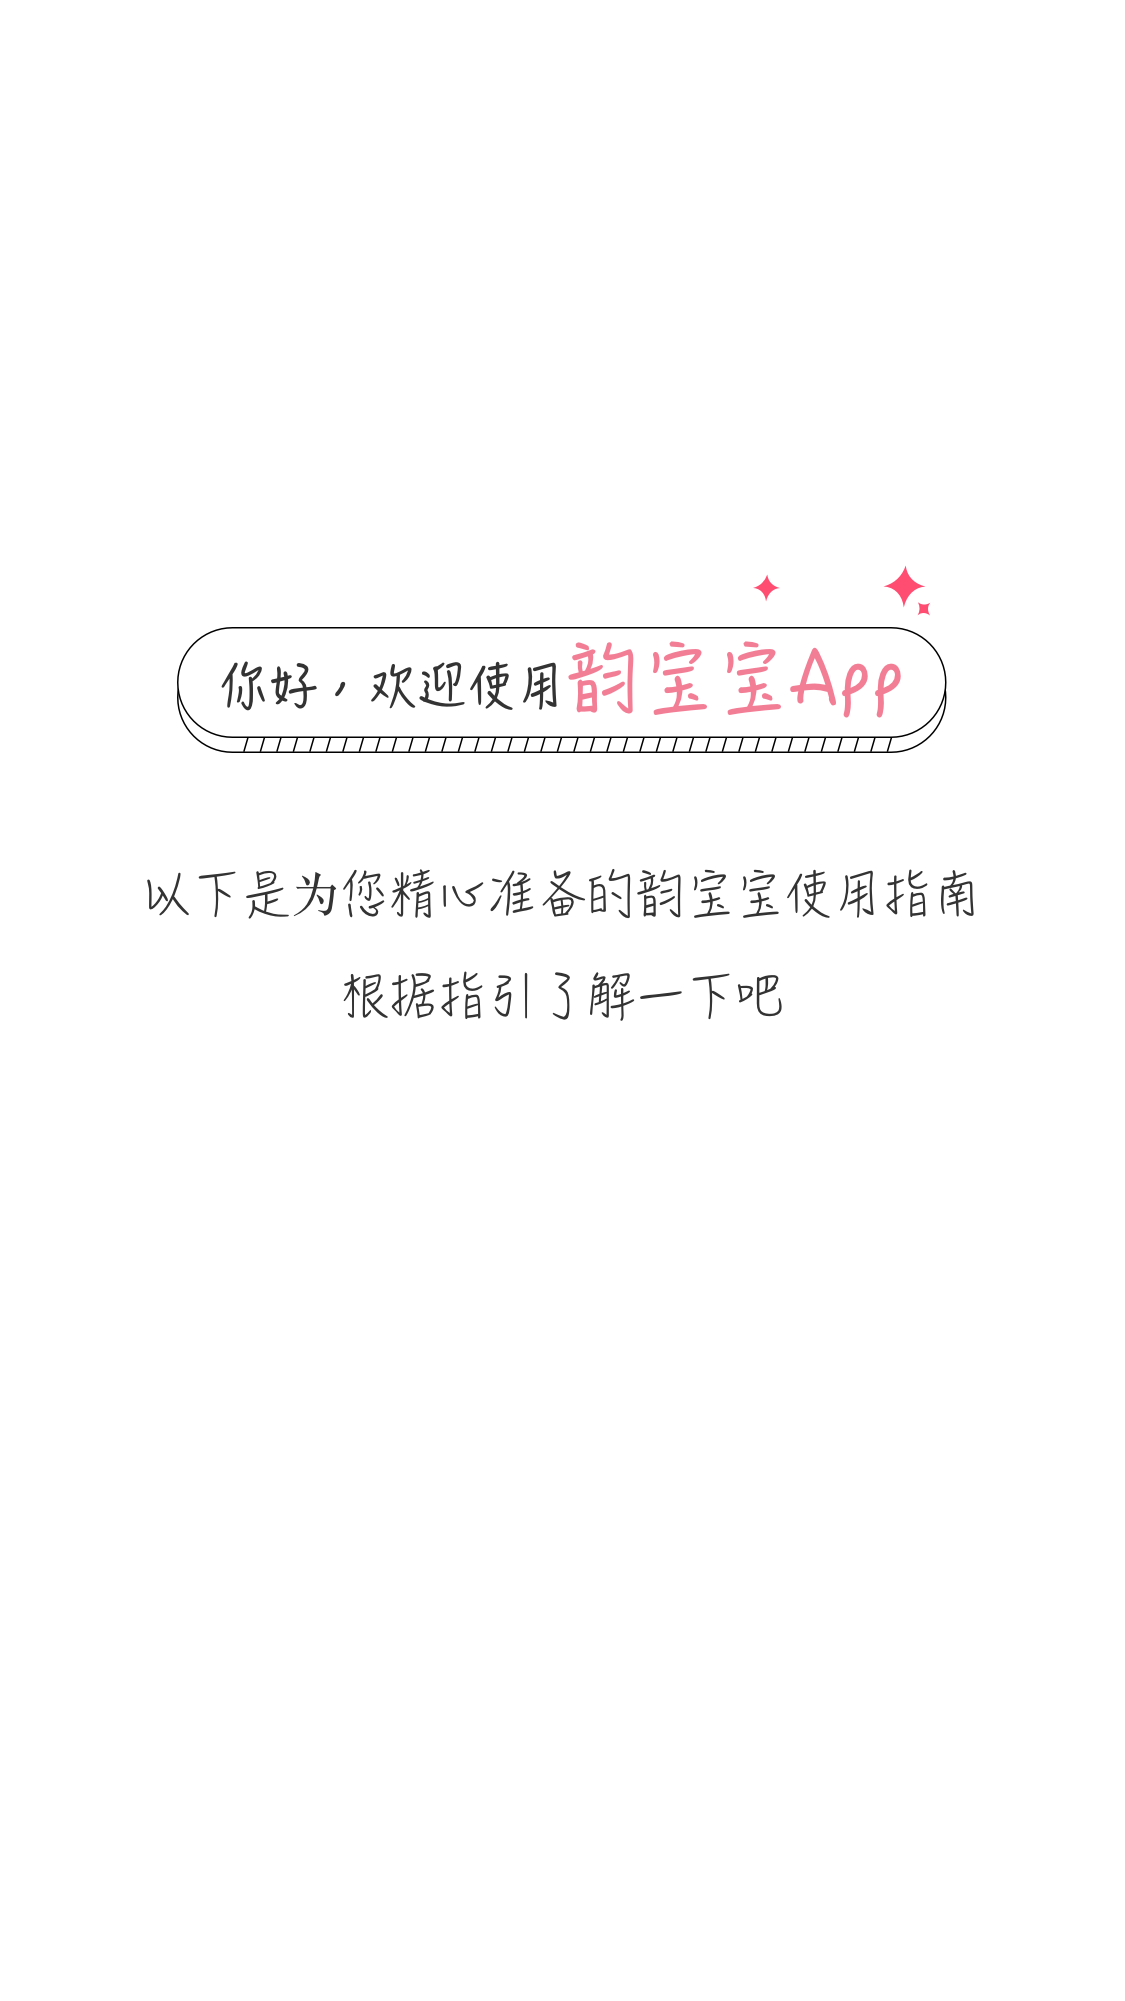 你好，欢迎使用韵宝宝App
以下是为您精心准备的韵宝宝使用指南
根据指引了解一下吧